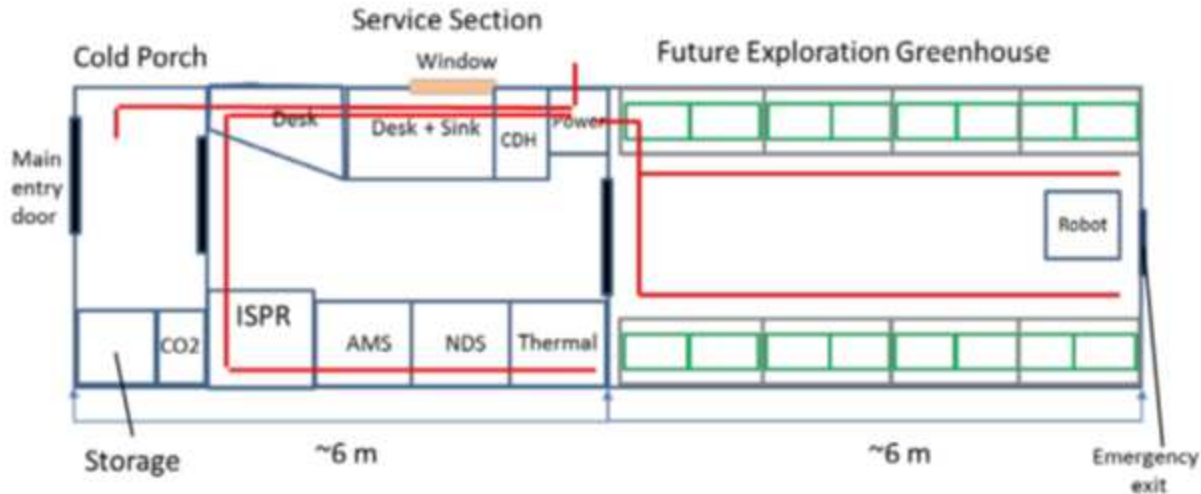 Service Section
Cold Porch
Window
Future Exploration Greenhouse
Desk
Desk + Sink
CDH
Power
Main
entry
door
Robot
ISPR
CO2
AMS
NDS
Thermal
Storage
~6 m
~6 m
Emergency
exit